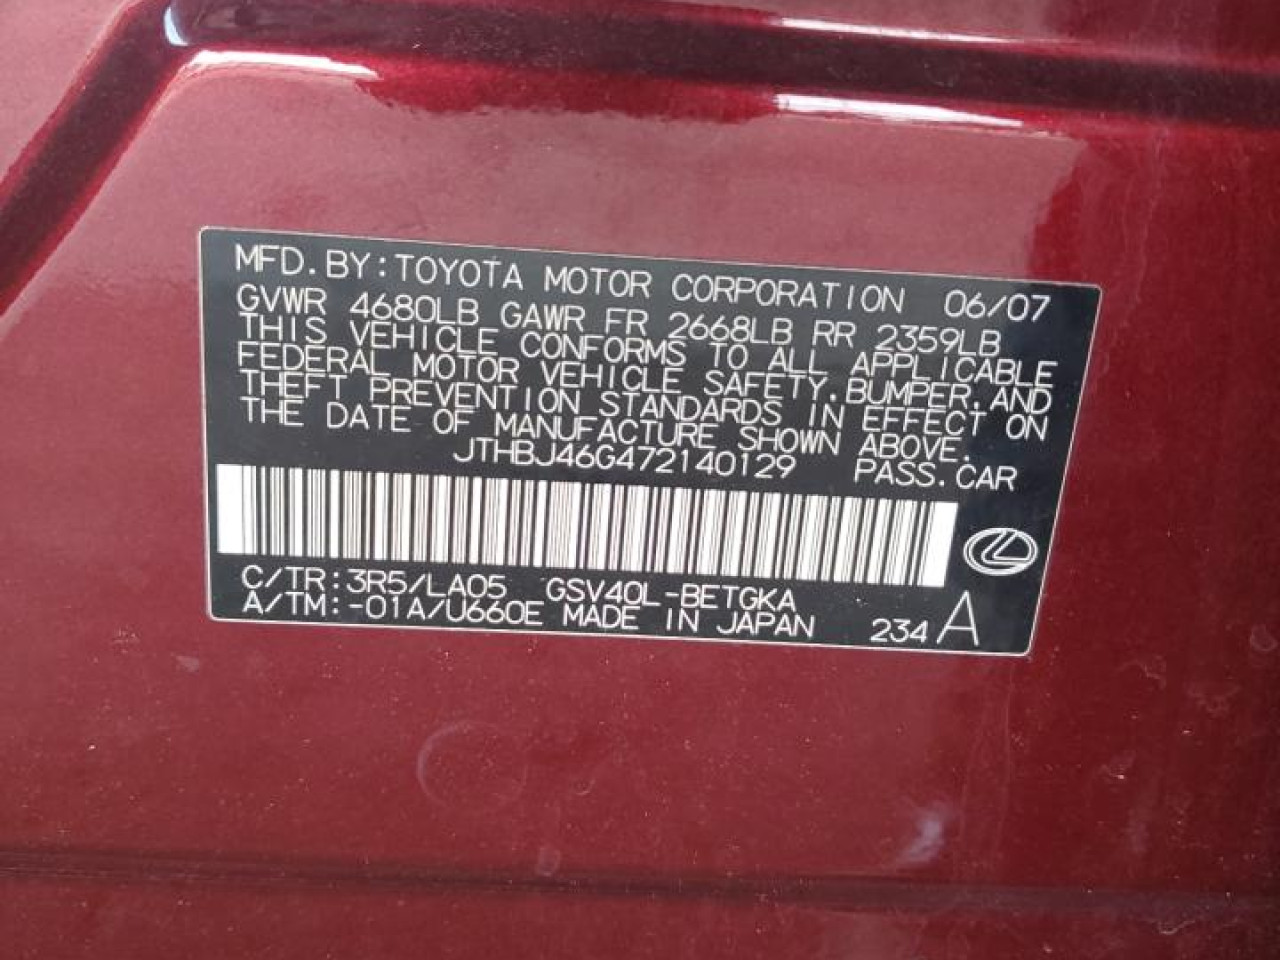 MFD. BY: TOYOTA MOTOR CORPORATION 06/07
GVWR 4680LB GAWR FR 2668LB RR 2359LB
THIS VEHICLE CONFORMS TO ALL APPLICABLE
FEDERAL MOTOR VEHICLE SAFETY, BUMPER, AND
THEFT PREVENTION STANDARDS IN EFFECT ON
THE DATE OF MANUFACTURE SHOWN ABOVE.
JTHBJ46G472140129 PASS. CAR
C/TR: 3R5/LA05 GSV40L-BETGKA
A/TM: -01A/U660E MADE IN JAPAN 234 A